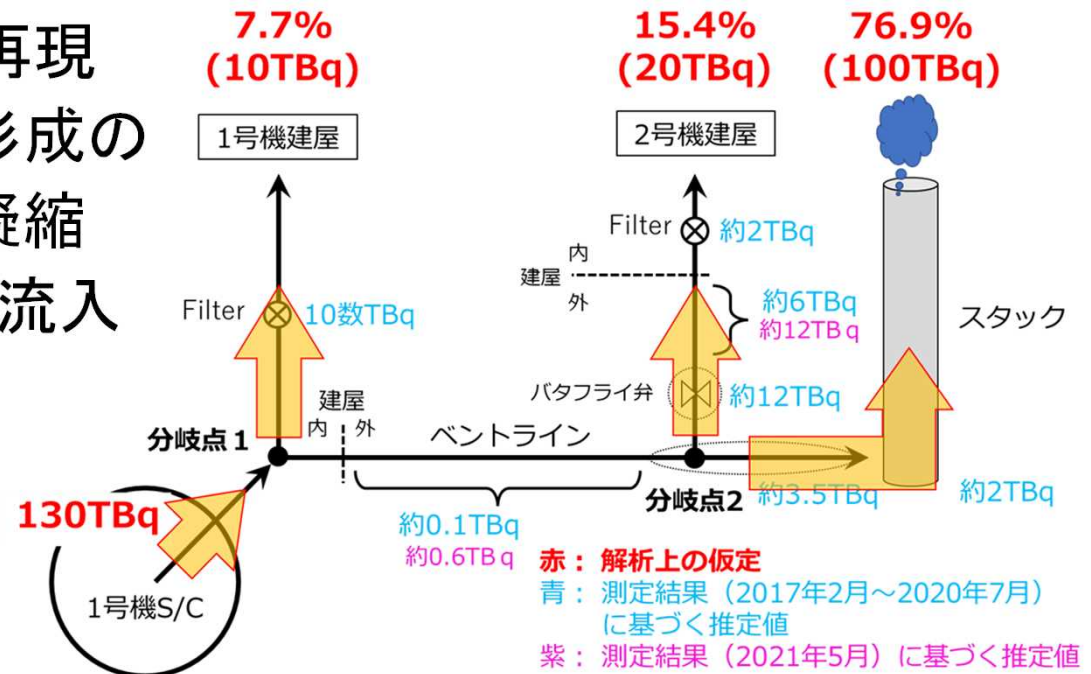 再現
形成の
凝縮
流入
7.7%
(10TBq)
15.4%
(20TBq)
76.9%
(100TBq)
1号機建屋
2号機建屋
Filter
約2TBq
建屋
内
外
Filter
10数TBq
約6TBq
約12TBq
スタック
バタフライ弁
約12TBq
建屋
内
外
分岐点1
ベントライン
分岐点2
約3.5TBq
約2TBq
130TBq
約0.1TBq
約0.6TBq
1号機S/C
赤： 解析上の仮定
青： 測定結果（2017年2月～2020年7月）
に基づく推定値
紫： 測定結果（2021年5月）に基づく推定値